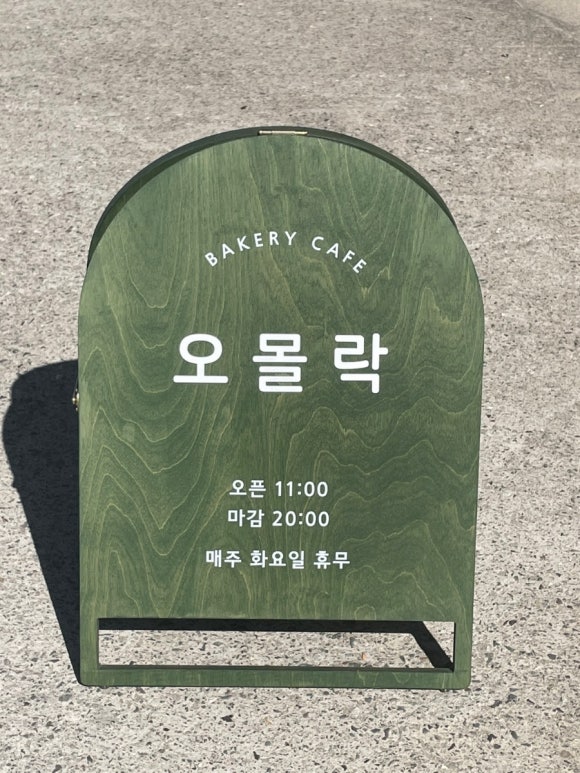 BAKERY CAFE
오몰락
오픈 11:00
마감 20:00
매주 화요일 휴무